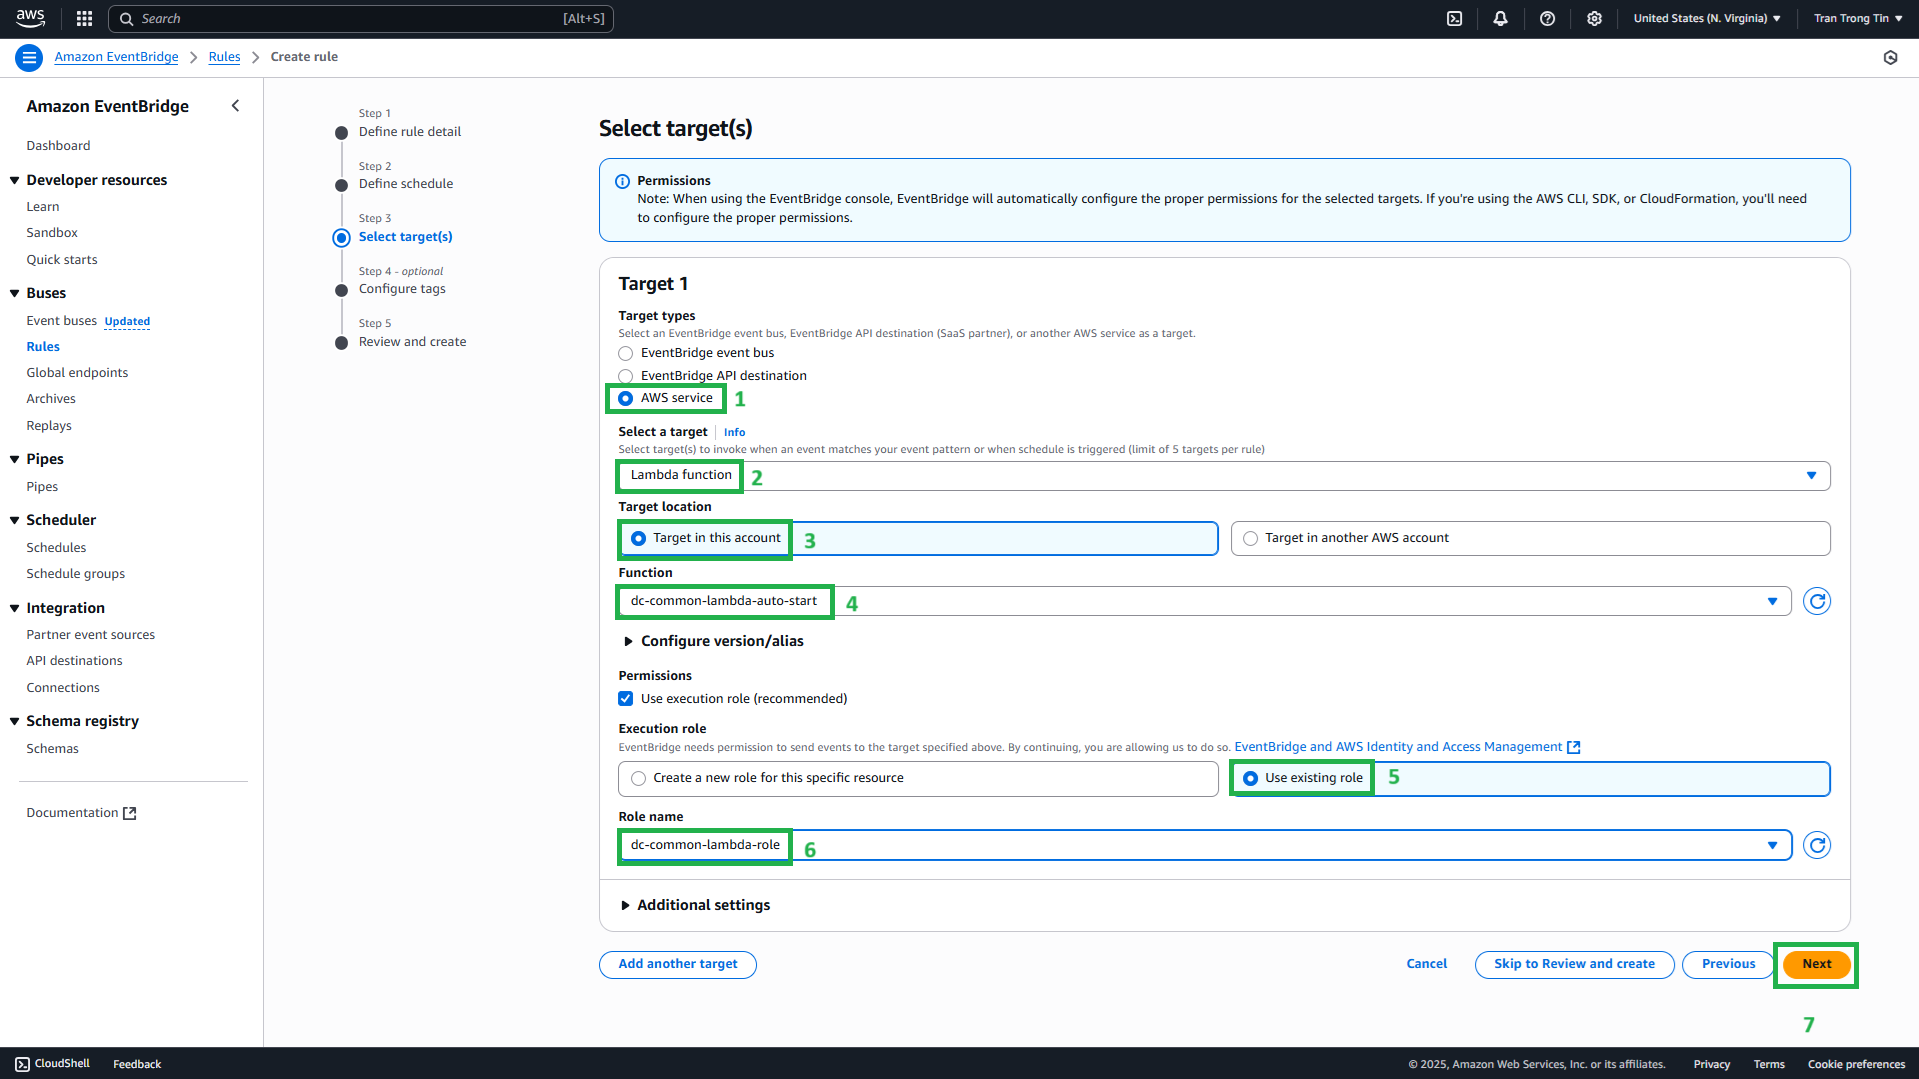 aws
Search [Alt+S]
United States (N. Virginia)
Tran Trong Tin
Amazon EventBridge
Rules
Create rule
Amazon EventBridge
Dashboard
Developer resources
Learn
Sandbox
Quick starts
Buses
Event buses Updated
Rules
Global endpoints
Archives
Replays
Pipes
Pipes
Scheduler
Schedules
Schedule groups
Integration
Partner event sources
API destinations
Connections
Schema registry
Schemas
Documentation
Step 1
Define rule detail
Step 2
Define schedule
Step 3
Select target(s)
Step 4 - optional
Configure tags
Step 5
Review and create
Select target(s)
Permissions
Note: When using the EventBridge console, EventBridge will automatically configure the proper permissions for the selected targets. If you're using the AWS CLI, SDK, or CloudFormation, you'll need
to configure the proper permissions.
Target 1
Target types
Select an EventBridge event bus, EventBridge API destination (SaaS partner), or another AWS service as a target.
EventBridge event bus
EventBridge API destination
AWS service 1
Select a target Info
Select target(s) to invoke when an event matches your event pattern or when schedule is triggered (limit of 5 targets per rule)
Lambda function 2
Target location
Target in this account 3
Target in another AWS account
Function
dc-common-lambda-auto-start 4
Configure version/alias
Permissions
Use execution role (recommended)
Execution role
EventBridge needs permission to send events to the target specified above. By continuing, you are allowing us to do so. EventBridge and AWS Identity and Access Management
Create a new role for this specific resource
Use existing role 5
Role name
dc-common-lambda-role 6
Additional settings
Add another target
Cancel
Skip to Review and create
Previous
Next
7
CloudShell
Feedback
© 2025, Amazon Web Services, Inc. or its affiliates.
Privacy
Terms
Cookie preferences